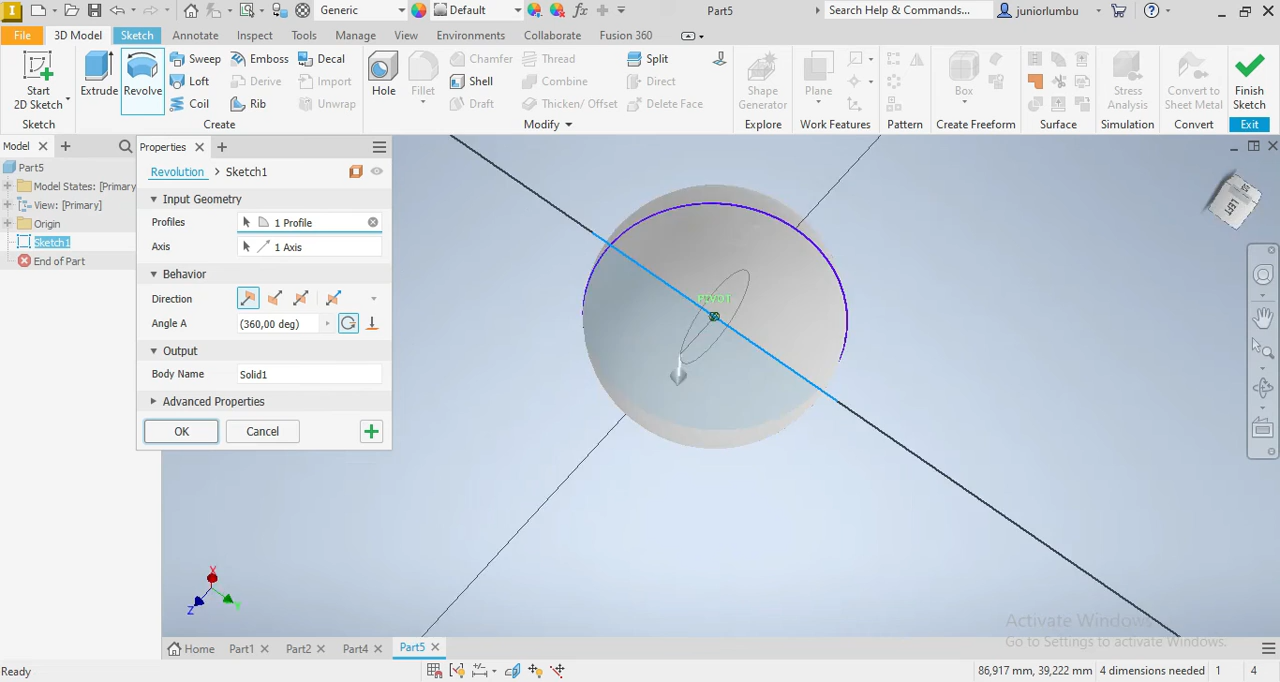 Generic
Default
Part5
Search Help & Commands...
juniorlumbu
File
3D Model
Sketch
Annotate
Inspect
Tools
Manage
View
Environments
Collaborate
Fusion 360
Start
2D Sketch
Sketch
Extrude
Revolve
Sweep
Loft
Coil
Emboss
Derive
Rib
Decal
Import
Unwrap
Create
Hole
Fillet
Chamfer
Shell
Draft
Thread
Combine
Thicken/ Offset
Split
Direct
Delete Face
Modify
Shape
Generator
Explore
Plane
Work Features
Pattern
Box
Create Freeform
Surface
Stress
Analysis
Simulation
Convert to
Sheet Metal
Convert
Finish
Sketch
Exit
Model
Part5
Model States: [Primary
View: [Primary]
Origin
Sketch1
End of Part
Properties
Revolution > Sketch1
Input Geometry
Profiles 1 Profile
Axis 1 Axis
Behavior
Direction
Angle A (360,00 deg)
Output
Body Name Solid1
Advanced Properties
OK Cancel
X
Y
Z
Activate Windows
Go to Settings to activate Windows.
Home Part1 Part2 Part4 Part5
Ready
86,917 mm, 39,222 mm 4 dimensions needed 1 4